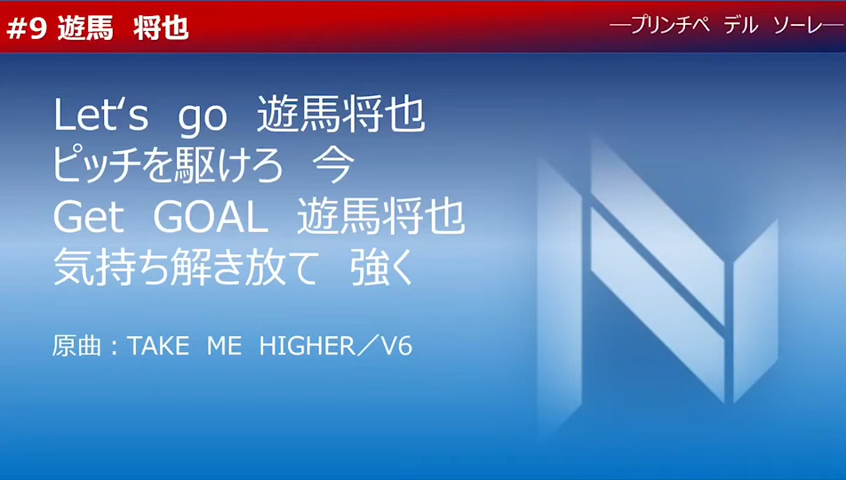 #9 遊馬　将也
―プリンチペ　デル　ソーレ―
Let‘s　go　遊馬将也
ピッチを駆けろ　今
Get　GOAL　遊馬将也
気持ち解き放て　強く
原曲：TAKE　ME　HIGHER／V6